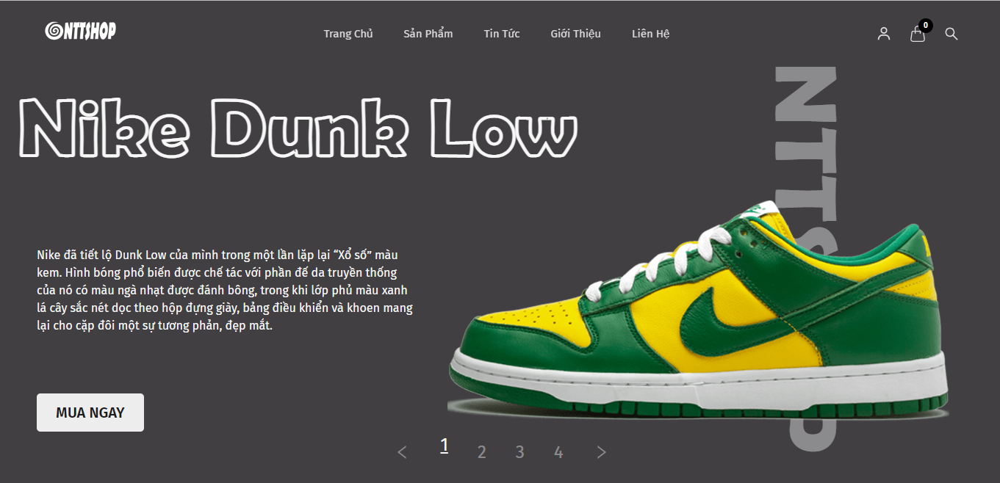 NTTSHOP
Trang Chủ
Sản Phẩm
Tin Tức
Giới Thiệu
Liên Hệ
0
Nike Dunk Low
Nike đã tiết lộ Dunk Low của mình trong một lần lặp lại “Xổ số” màu
kem. Hình bóng phổ biến được chế tác với phần đế da truyền thống
của nó có màu ngà nhạt được đánh bông, trong khi lớp phủ màu xanh
lá cây sắc nét dọc theo hộp đựng giày, bảng điều khiển và khoen mang
lại cho cặp đôi một sự tương phản, đẹp mắt.
MUA NGAY
1
2
3
4